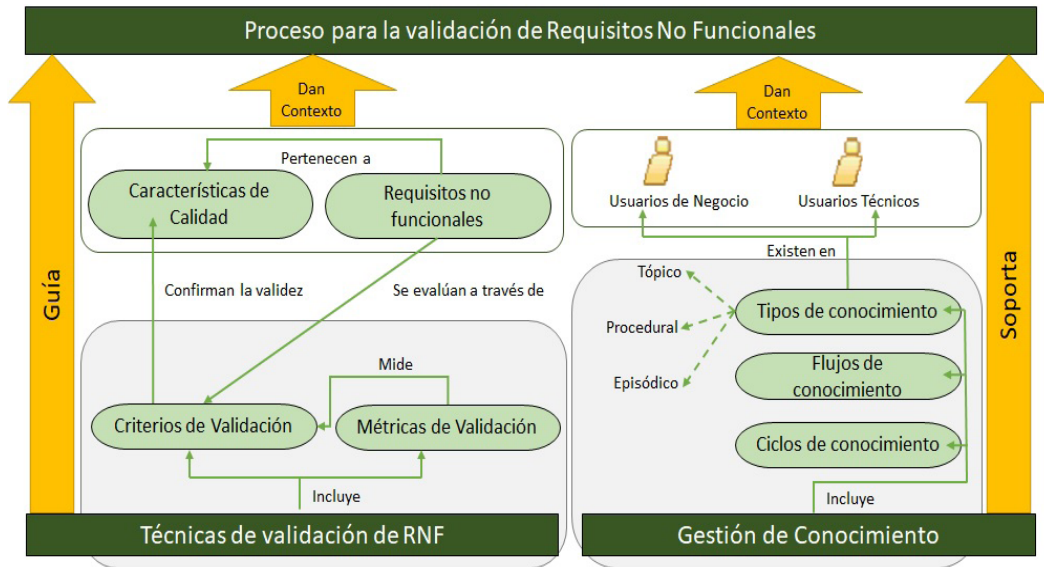 Proceso para la validación de Requisitos No Funcionales
Guía
Dan
Contexto
Pertenecen a
Características de
Calidad
Requisitos no
funcionales
Confirman la validez
Se evalúan a través de
Mide
Criterios de Validación
Métricas de Validación
Incluye
Técnicas de validación de RNF
Dan
Contexto
Usuarios de Negocio
Usuarios Técnicos
Existen en
Tópico
Procedural
Episódico
Tipos de conocimiento
Flujos de
conocimiento
Ciclos de conocimiento
Incluye
Gestión de Conocimiento
Soporta